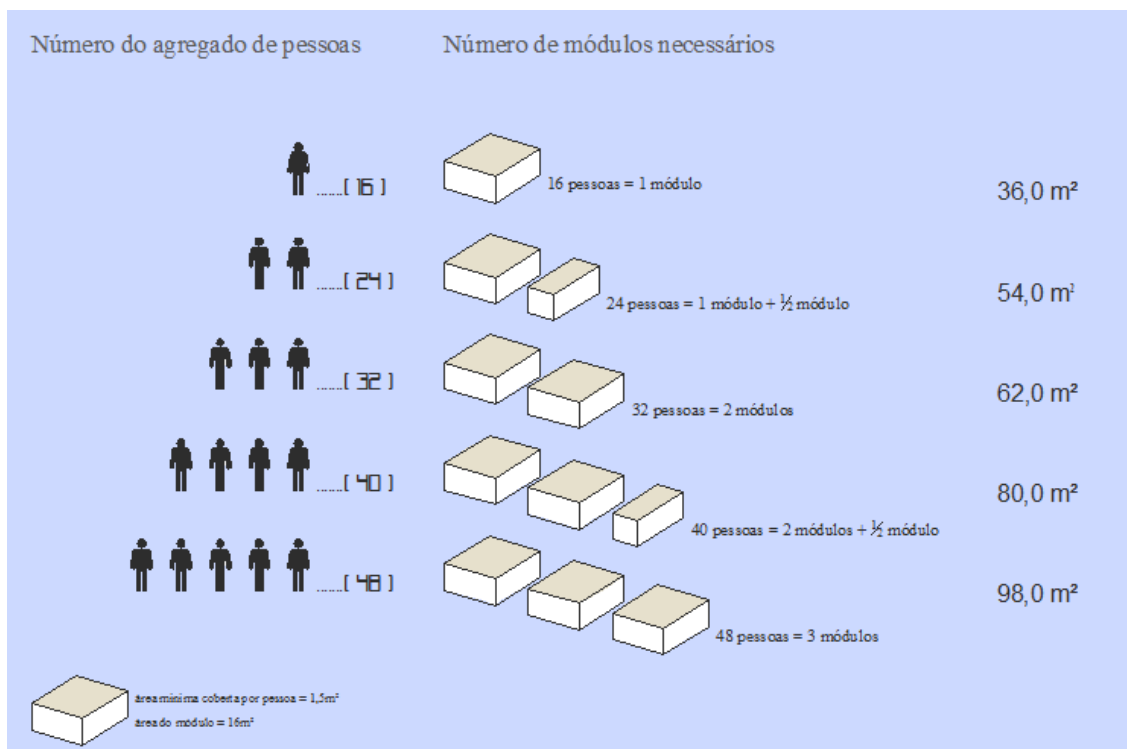 Número do agregado de pessoas
Número de módulos necessários
......[ 16 ]
16 pessoas = 1 módulo
36,0 m²
......[ 24 ]
24 pessoas = 1 módulo + ½ módulo
54,0 m²
......[ 32 ]
32 pessoas = 2 módulos
62,0 m²
......[ 40 ]
40 pessoas = 2 módulos + ½ módulo
80,0 m²
......[ 48 ]
48 pessoas = 3 módulos
98,0 m²
área mínima coberta por pessoa = 1,5m²
área do módulo = 16m²